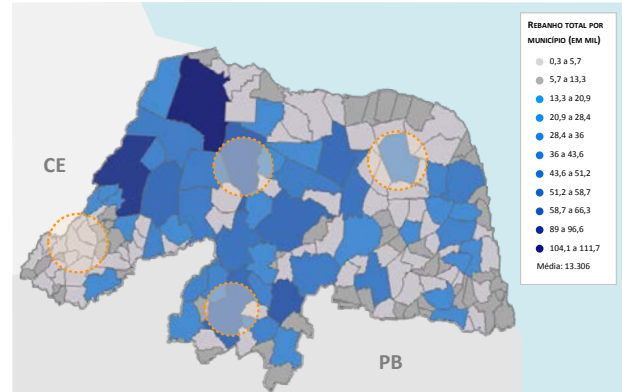 REBANHO TOTAL POR
MUNICÍPIO (EM MIL)
0,3 a 5,7
5,7 a 13,3
13,3 a 20,9
20,9 a 28,4
28,4 a 36
36 a 43,6
43,6 a 51,2
51,2 a 58,7
58,7 a 66,3
89 a 96,6
104,1 a 111,7
Média: 13.306
CE
PB